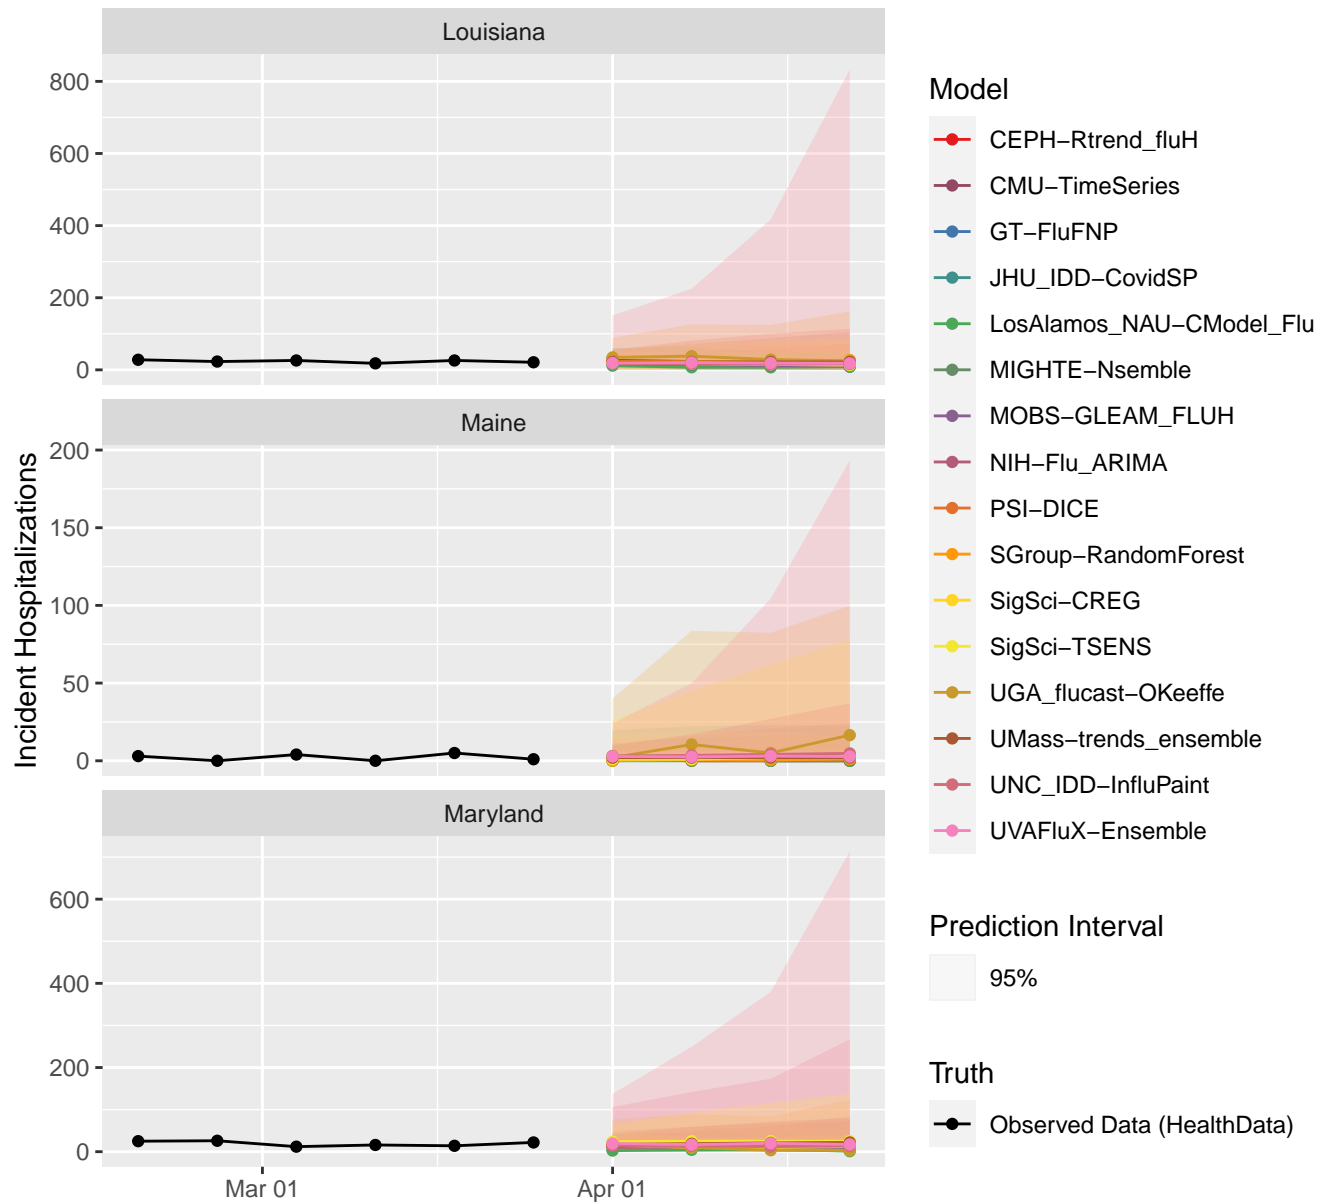 Louisiana
800
600
400
200
0
Maine
200
150
100
50
0
Maryland
600
400
200
0
Mar 01
Apr 01
Incident Hospitalizations
Model
CEPH−Rtrend_fluH
CMU−TimeSeries
GT−FluFNP
JHU_IDD−CovidSP
LosAlamos_NAU−CModel_Flu
MIGHTE−Nsemble
MOBS−GLEAM_FLUH
NIH−Flu_ARIMA
PSI−DICE
SGroup−RandomForest
SigSci−CREG
SigSci−TSENS
UGA_flucast−OKeeffe
UMass−trends_ensemble
UNC_IDD−InfluPaint
UVAFluX−Ensemble
Prediction Interval
95%
Truth
Observed Data (HealthData)